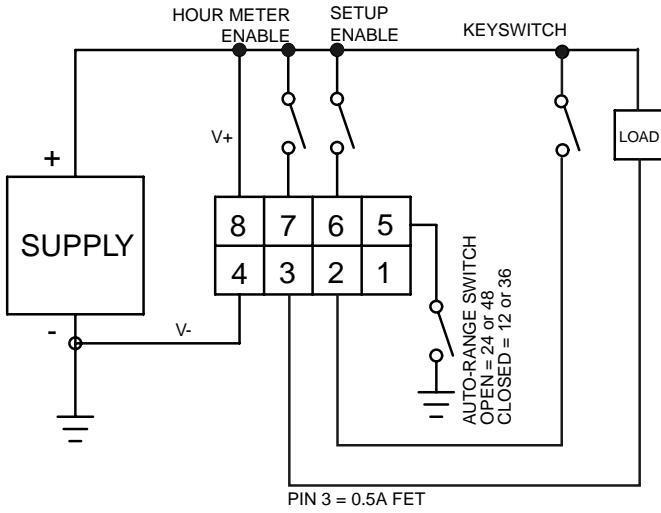 HOUR METER
ENABLE
SETUP
ENABLE
KEYSWITCH
LOAD
V+
+
SUPPLY
-
V-
8 7 6 5
4 3 2 1
AUTO-RANGE SWITCH
OPEN = 24 or 48
CLOSED = 12 or 36
PIN 3 = 0.5A FET